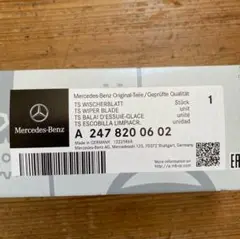 Mercedes-Benz Original-Teile/Geprüfte Qualität
TS WISCHERBLATT Stück 1
TS WIPER BLADE unit
TS BALAI D'ESSUIE-GLACE unité
TS ESCOBILLA LIMPIACR. unidad
Mercedes-Benz
A 247 820 06 02
Made in GERMANY
Mercedes-Benz AG, Mercedesstr. 120, 70372 Stuttgart, Germany
EAC